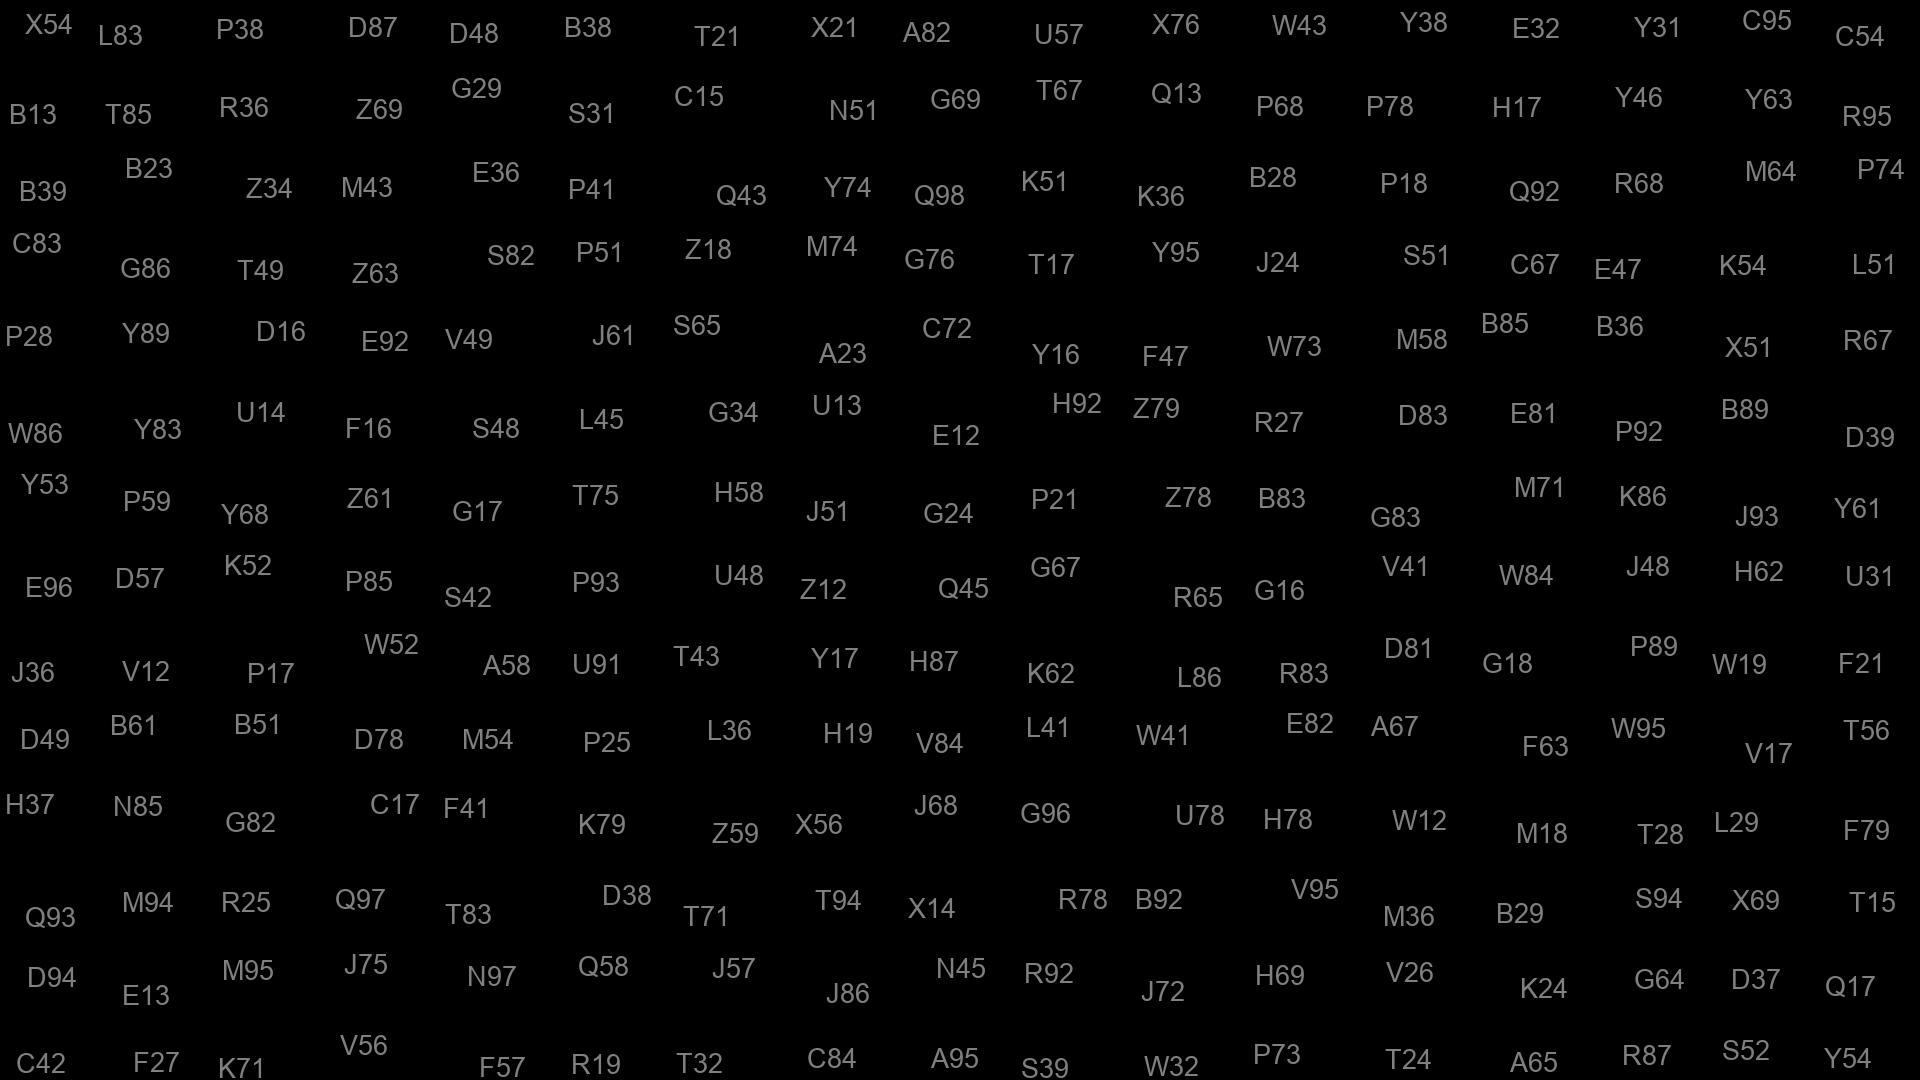 X54 L83 P38 D87 D48 B38 T21 X21 A82 U57 X76 W43 Y38 E32 Y31 C95 C54
B13 T85 R36 Z69 G29 S31 C15 N51 G69 T67 Q13 P68 P78 H17 Y46 Y63 R95
B39 B23 Z34 M43 E36 P41 Q43 Y74 Q98 K51 K36 B28 P18 Q92 R68 M64 P74
C83 G86 T49 Z63 S82 P51 Z18 M74 G76 T17 Y95 J24 S51 C67 E47 K54 L51
P28 Y89 D16 E92 V49 J61 S65 A23 C72 Y16 F47 W73 M58 B85 B36 X51 R67
W86 Y83 U14 F16 S48 L45 G34 U13 E12 H92 Z79 R27 D83 E81 P92 B89 D39
Y53 P59 Y68 Z61 G17 T75 H58 J51 G24 P21 Z78 B83 G83 M71 K86 J93 Y61
E96 D57 K52 P85 S42 P93 U48 Z12 Q45 G67 R65 G16 V41 W84 J48 H62 U31
J36 V12 P17 W52 A58 U91 T43 Y17 H87 K62 L86 R83 D81 G18 P89 W19 F21
D49 B61 B51 D78 M54 P25 L36 H19 V84 L41 W41 E82 A67 F63 W95 V17 T56
H37 N85 G82 C17 F41 K79 Z59 X56 J68 G96 U78 H78 W12 M18 T28 L29 F79
Q93 M94 R25 Q97 T83 D38 T71 T94 X14 R78 B92 V95 M36 B29 S94 X69 T15
D94 E13 M95 J75 N97 Q58 J57 J86 N45 R92 J72 H69 V26 K24 G64 D37 Q17
C42 F27 K71 V56 F57 R19 T32 C84 A95 S39 W32 P73 T24 A65 R87 S52 Y54